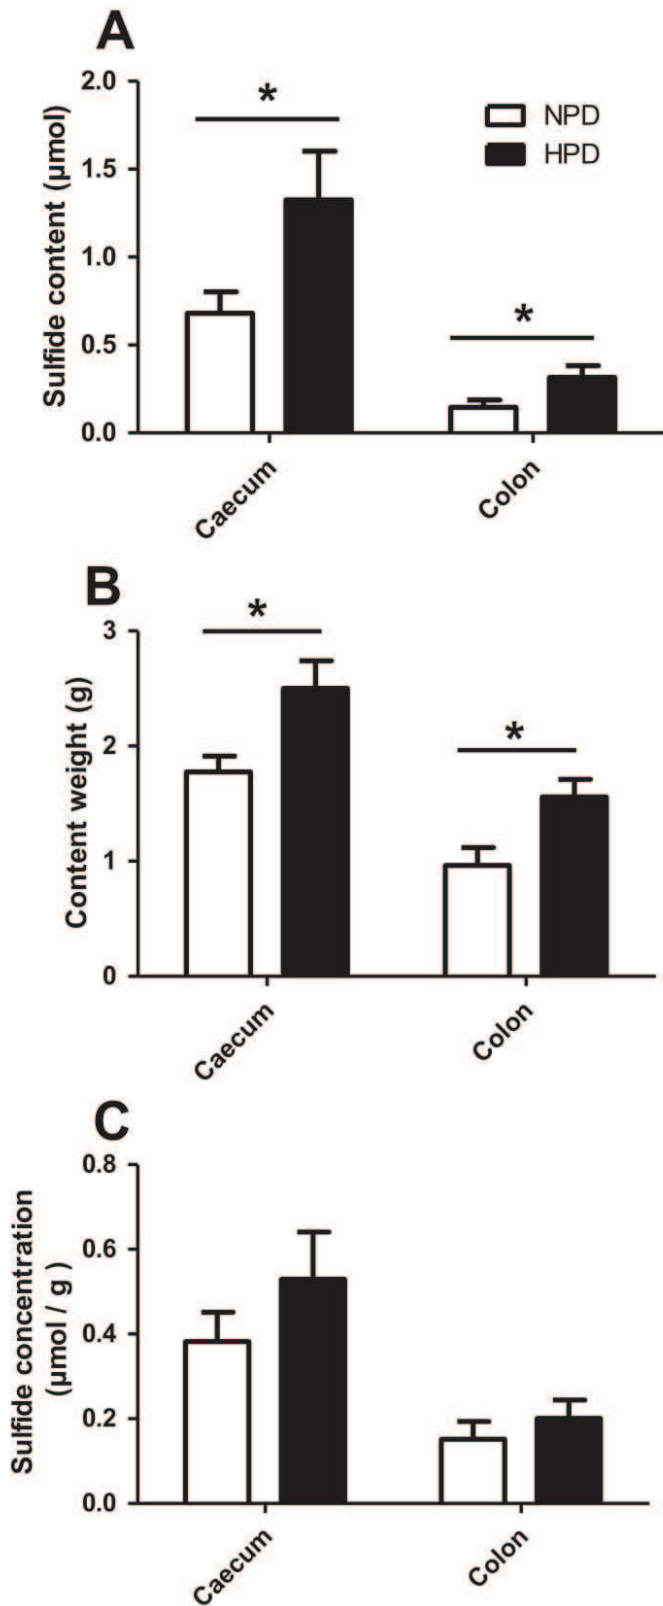 A
Sulfide content (µmol)
2.0
1.5
1.0
0.5
0.0
*
*
NPD
HPD
Caecum
Colon
B
Content weight (g)
3
2
1
0
*
*
Caecum
Colon
C
Sulfide concentration
(µmol / g )
0.8
0.6
0.4
0.2
0.0
Caecum
Colon